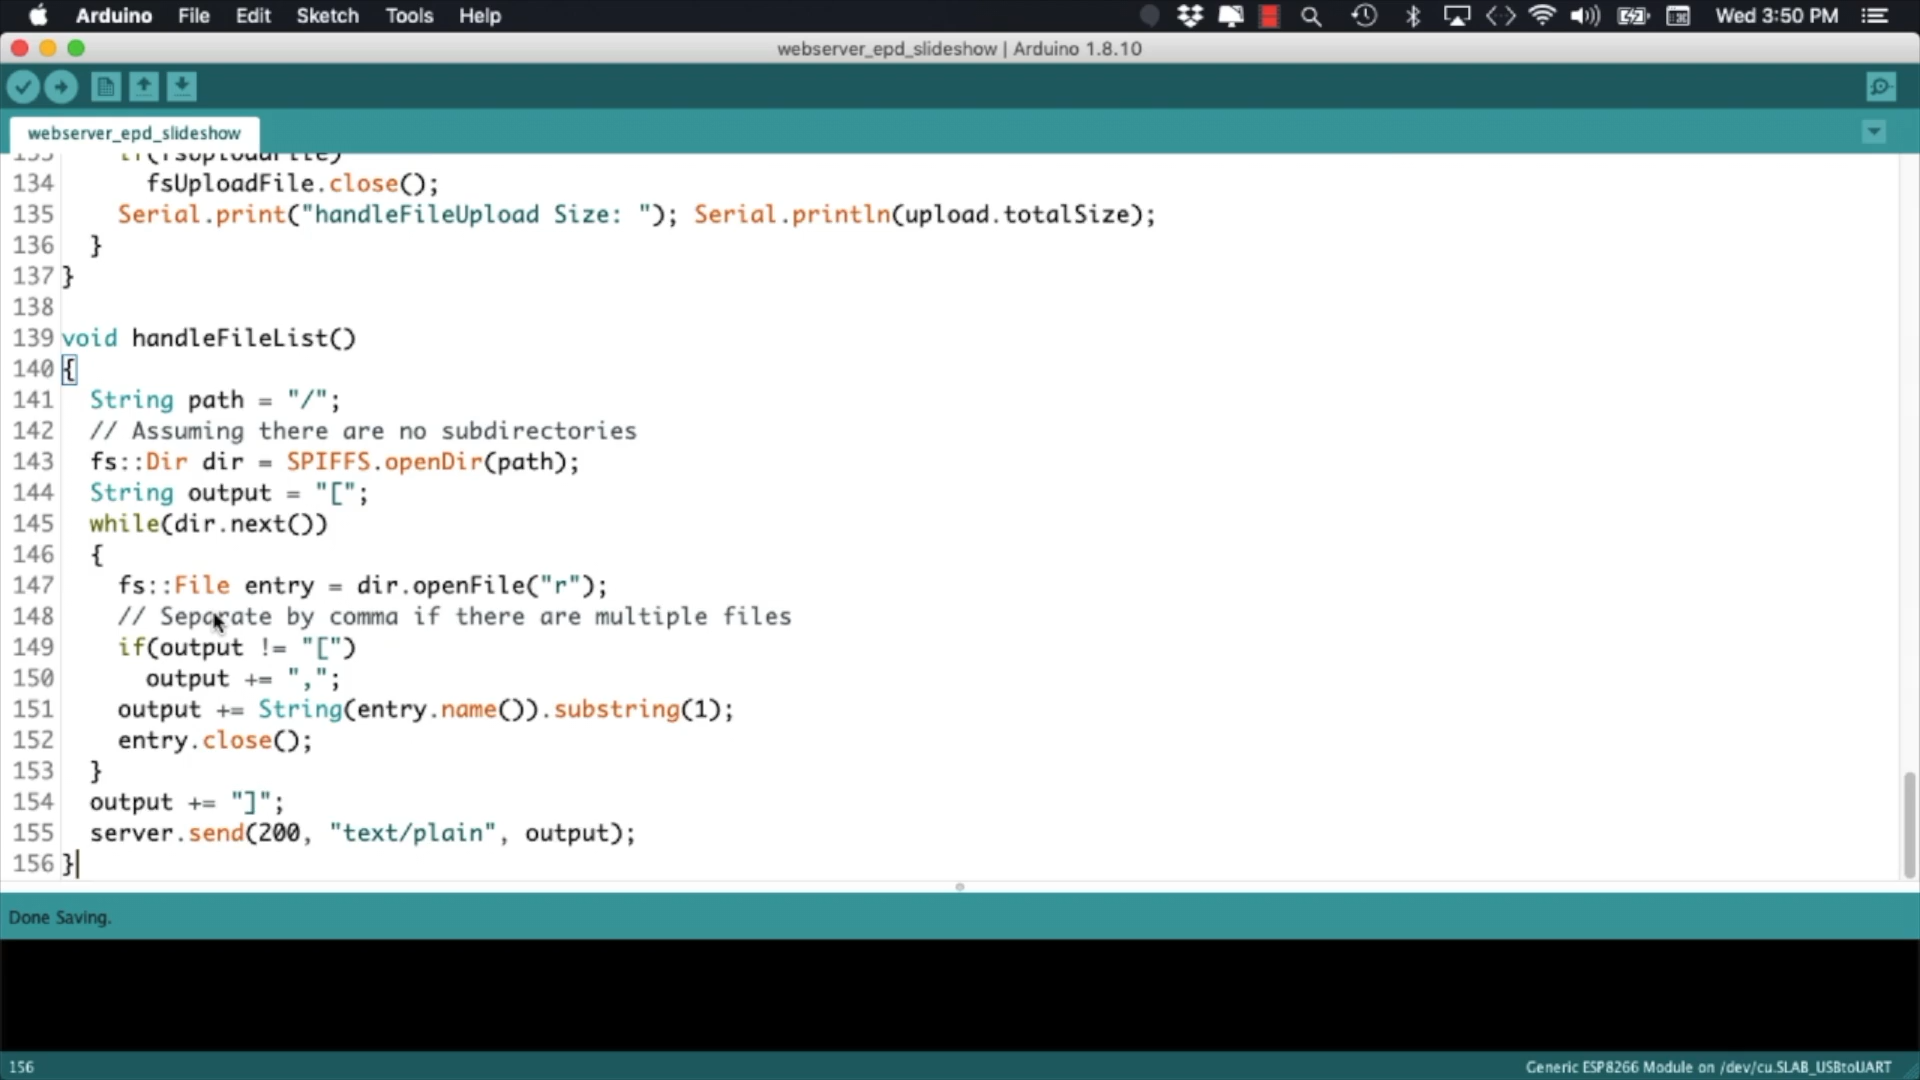 Arduino File Edit Sketch Tools Help Wed 3:50 PM
webserver_epd_slideshow | Arduino 1.8.10
webserver_epd_slideshow
133 if(fsUploadFile)
134 fsUploadFile.close();
135 Serial.print("handleFileUpload Size: "); Serial.println(upload.totalSize);
136 }
137 }
138
139 void handleFileList()
140 {
141 String path = "/";
142 // Assuming there are no subdirectories
143 fs::Dir dir = SPIFFS.openDir(path);
144 String output = "[";
145 while(dir.next())
146 {
147 fs::File entry = dir.openFile("r");
148 // Separate by comma if there are multiple files
149 if(output != "[")
150 output += ",";
151 output += String(entry.name()).substring(1);
152 entry.close();
153 }
154 output += "]";
155 server.send(200, "text/plain", output);
156 }
Done Saving.
156 Generic ESP8266 Module on /dev/cu.SLAB_USBtoUART